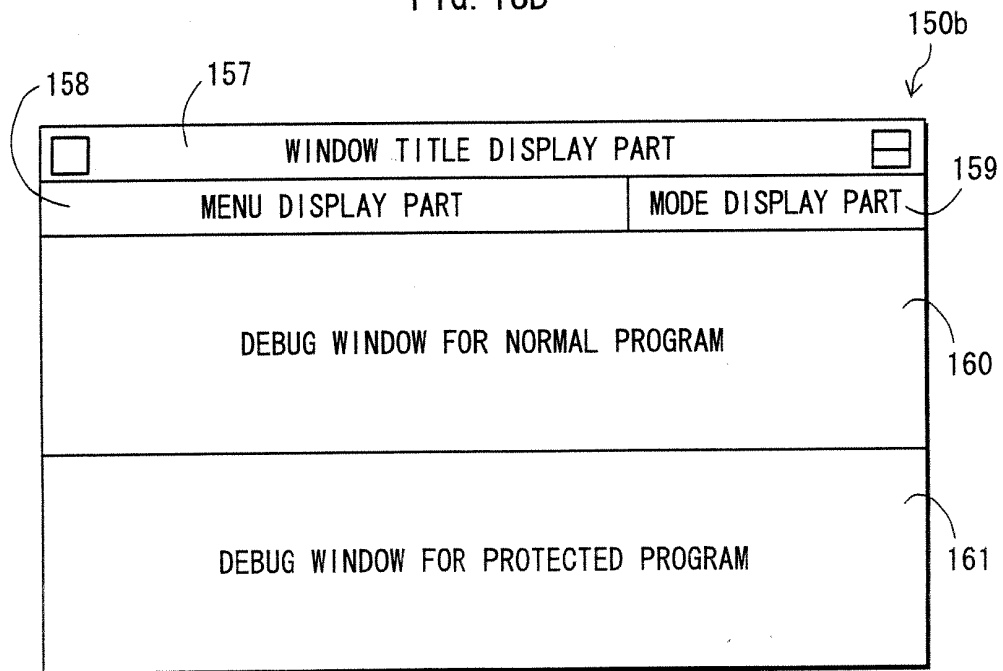 150b
158
157
WINDOW TITLE DISPLAY PART
159
MENU DISPLAY PART
MODE DISPLAY PART
DEBUG WINDOW FOR NORMAL PROGRAM
160
DEBUG WINDOW FOR PROTECTED PROGRAM
161